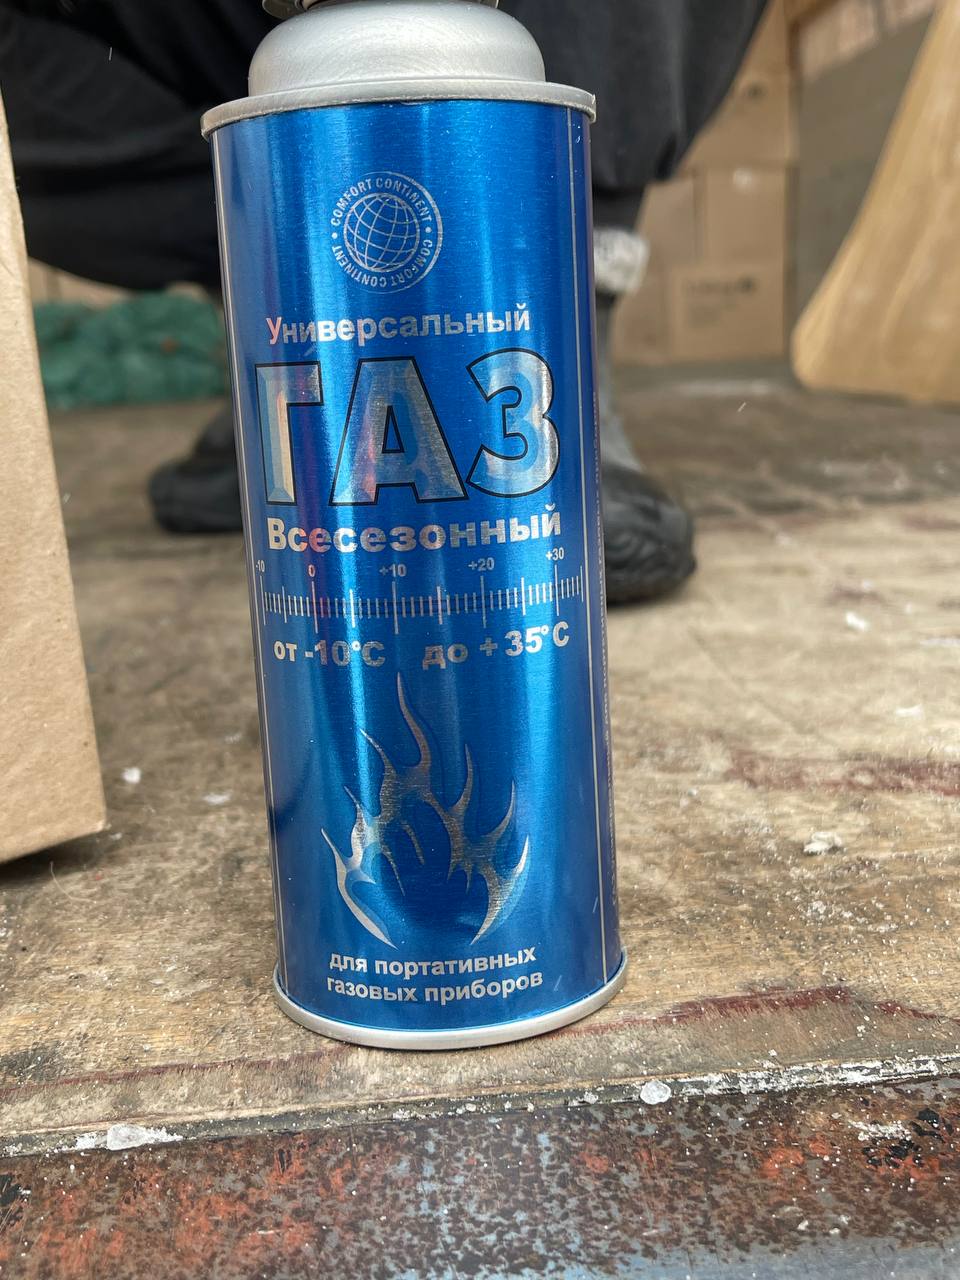 COMFORT CONTINENT • COMFORT CONTINENT •
Универсальный
ГАЗ
Всесезонный
-10 0 +10 +20 +30
от -10°C до +35°C
для портативных
газовых приборов